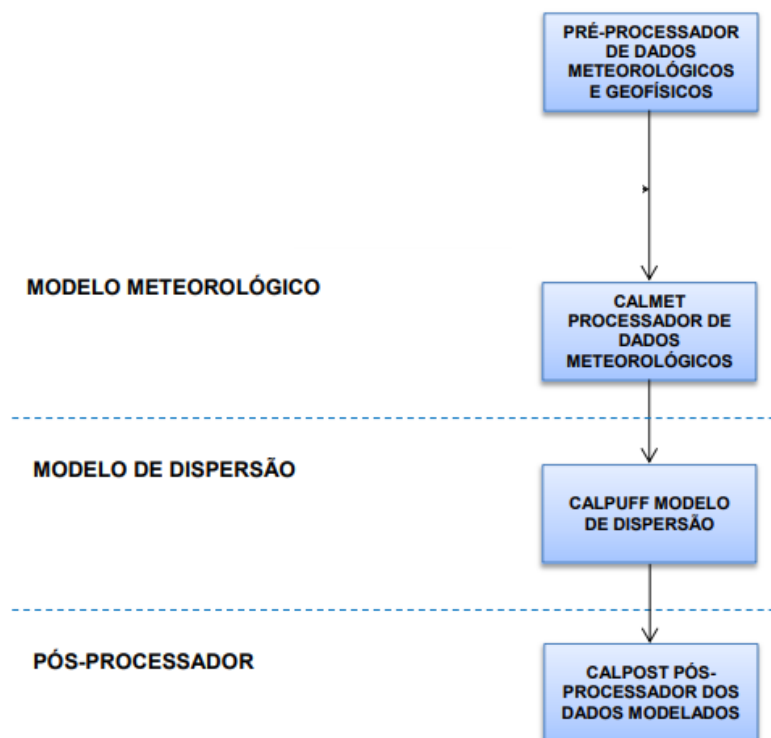 PRÉ-PROCESSADOR
DE DADOS
METEOROLÓGICOS
E GEOFÍSICOS
MODELO METEOROLÓGICO
CALMET
PROCESSADOR DE
DADOS
METEOROLÓGICOS
MODELO DE DISPERSÃO
CALPUFF MODELO
DE DISPERSÃO
PÓS-PROCESSADOR
CALPOST PÓS-
PROCESSADOR DOS
DADOS MODELADOS